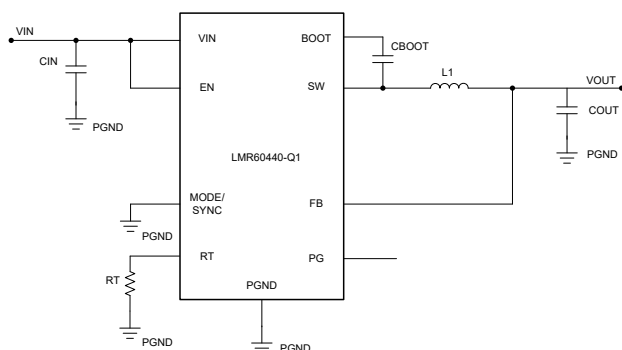 VIN
CIN
PGND
VIN
EN
MODE/
SYNC
PGND
RT
RT
PGND
LMR60440-Q1
PGND
PGND
BOOT
SW
FB
PG
CBOOT
L1
VOUT
COUT
PGND